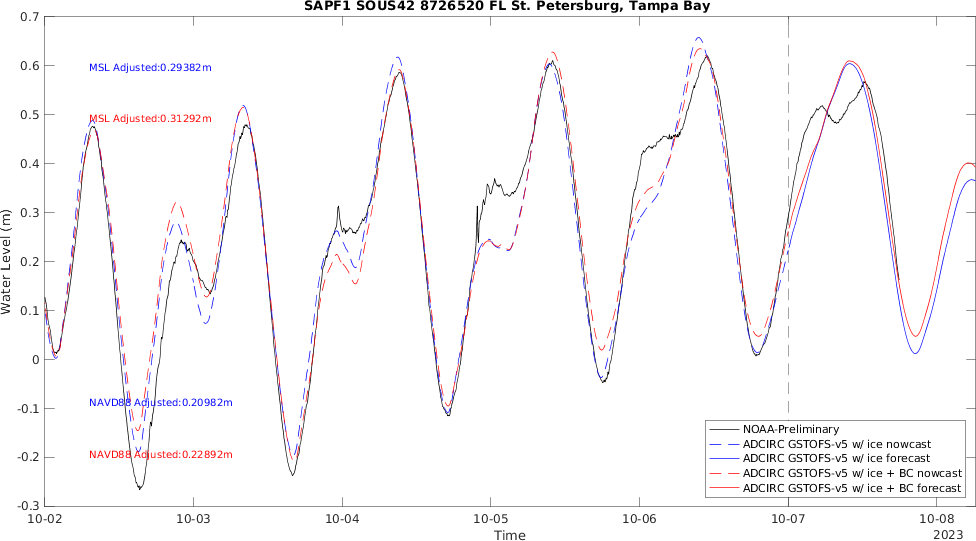 SAPF1 SOUS42 8726520 FL St. Petersburg, Tampa Bay
0.7
0.6
0.5
0.4
0.3
0.2
0.1
0
-0.1
-0.2
-0.3
Water Level (m)
MSL Adjusted:0.29382m
MSL Adjusted:0.31292m
NAVD88 Adjusted:0.20982m
NAVD88 Adjusted:0.22892m
NOAA-Preliminary
ADCIRC GSTOFS-v5 w/ ice nowcast
ADCIRC GSTOFS-v5 w/ ice forecast
ADCIRC GSTOFS-v5 w/ ice + BC nowcast
ADCIRC GSTOFS-v5 w/ ice + BC forecast
10-02 10-03 10-04 10-05 10-06 10-07 10-08
Time
2023